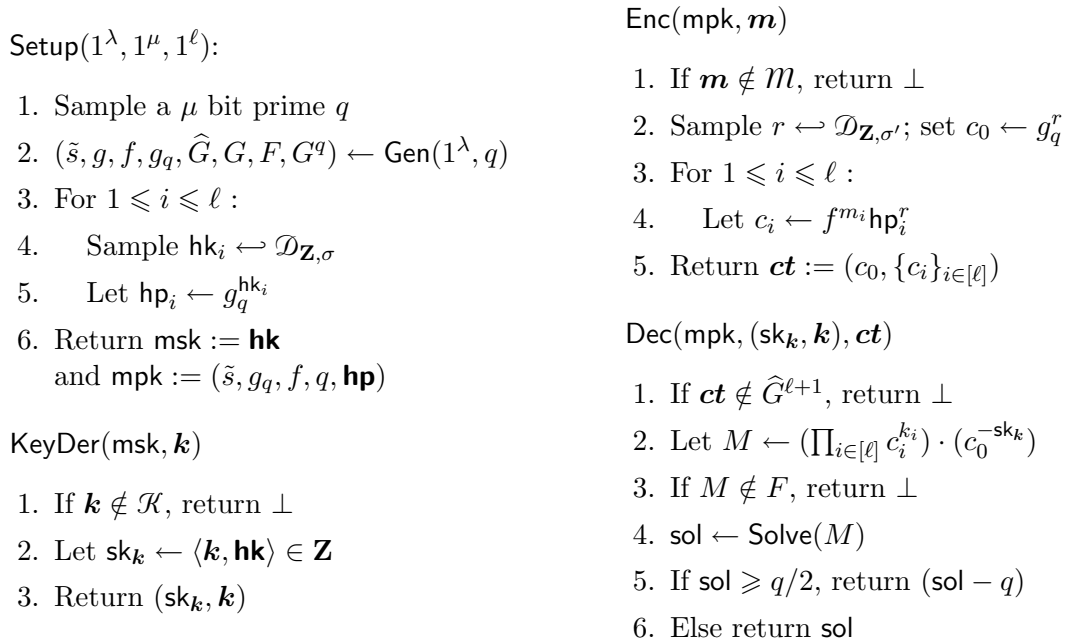 Setup(1^λ, 1^μ, 1^ℓ):
1. Sample a μ bit prime q
2. (s̃, g, f, g_q, Ĝ, G, F, G^q) ← Gen(1^λ, q)
3. For 1 ⩽ i ⩽ ℓ :
4. Sample hk_i ↩ 𝒟_{𝐙,σ}
5. Let hp_i ← g_q^{hk_i}
6. Return msk := 𝗵𝗸
and mpk := (s̃, g_q, f, q, 𝗵𝗽)
KeyDer(msk, 𝒌)
1. If 𝒌 ∉ 𝒦, return ⊥
2. Let sk_𝒌 ← ⟨𝒌, 𝗵𝗸⟩ ∈ 𝐙
3. Return (sk_𝒌, 𝒌)
Enc(mpk, 𝒎)
1. If 𝒎 ∉ ℳ, return ⊥
2. Sample r ↩ 𝒟_{𝐙,σ′}; set c_0 ← g_q^r
3. For 1 ⩽ i ⩽ ℓ :
4. Let c_i ← f^{m_i} hp_i^r
5. Return 𝒄𝒕 := (c_0, {c_i}_{i∈[ℓ]})
Dec(mpk, (sk_𝒌, 𝒌), 𝒄𝒕)
1. If 𝒄𝒕 ∉ Ĝ^{ℓ+1}, return ⊥
2. Let M ← (∏_{i∈[ℓ]} c_i^{k_i}) · (c_0^{−sk_𝒌})
3. If M ∉ F, return ⊥
4. sol ← Solve(M)
5. If sol ⩾ q/2, return (sol − q)
6. Else return sol